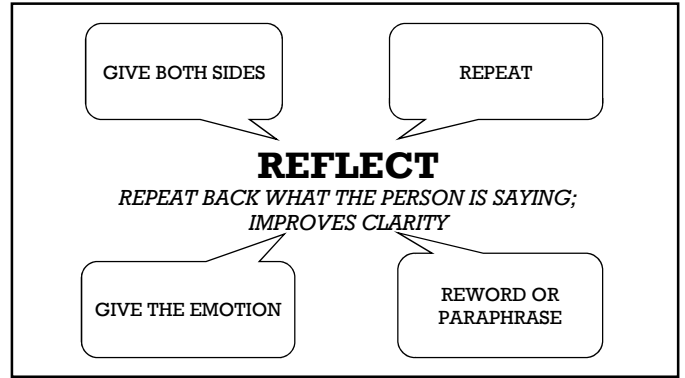 GIVE BOTH SIDES
REPEAT
REFLECT
REPEAT BACK WHAT THE PERSON IS SAYING;
IMPROVES CLARITY
GIVE THE EMOTION
REWORD OR
PARAPHRASE